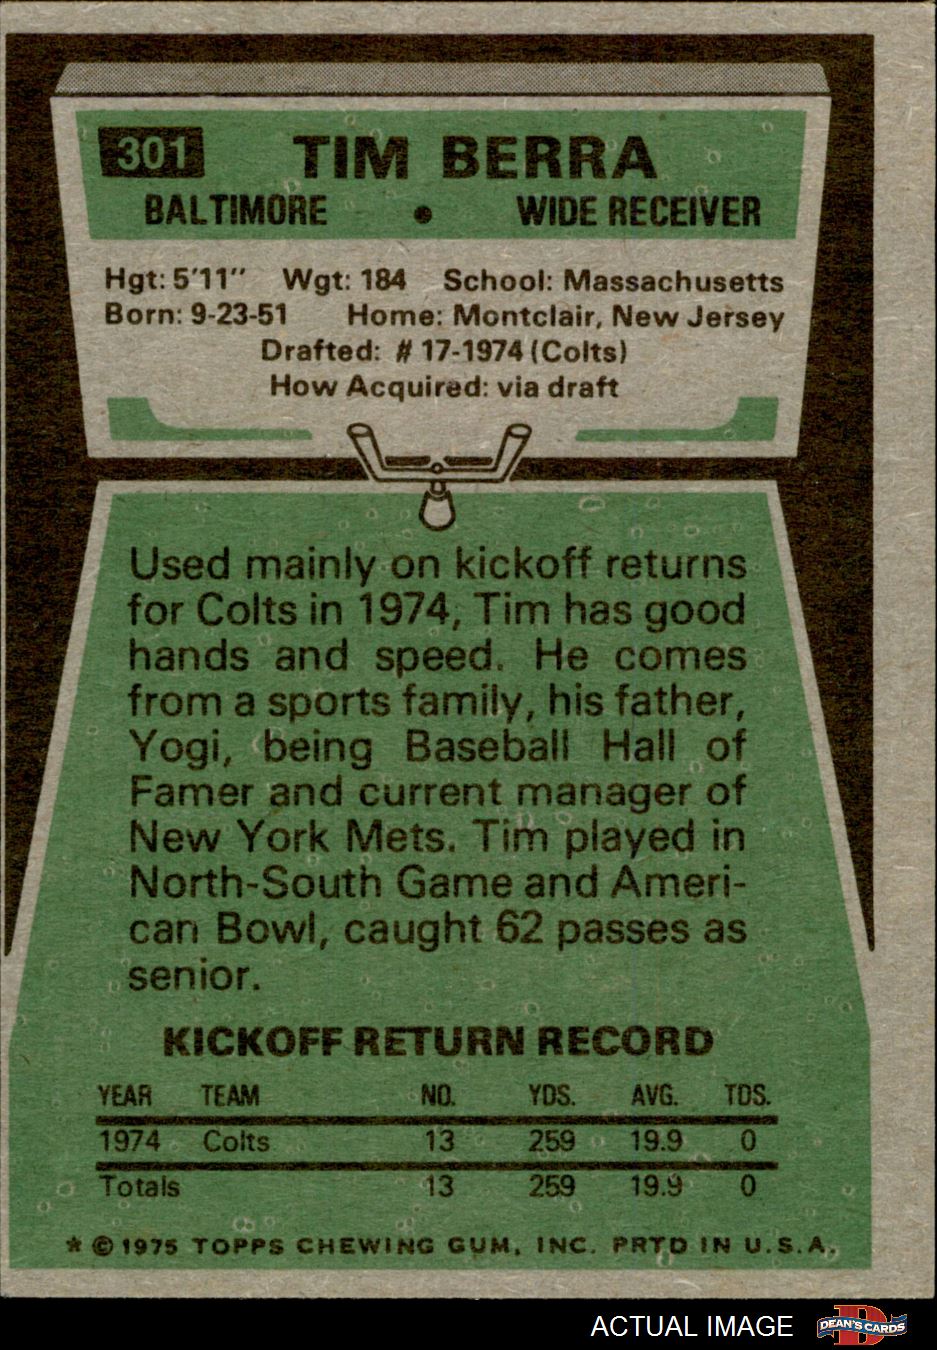 301 TIM BERRA
BALTIMORE • WIDE RECEIVER
Hgt: 5'11" Wgt: 184 School: Massachusetts
Born: 9-23-51 Home: Montclair, New Jersey
Drafted: # 17-1974 (Colts)
How Acquired: via draft
Used mainly on kickoff returns
for Colts in 1974, Tim has good
hands and speed. He comes
from a sports family, his father,
Yogi, being Baseball Hall of
Famer and current manager of
New York Mets. Tim played in
North-South Game and Ameri-
can Bowl, caught 62 passes as
senior.
KICKOFF RETURN RECORD
YEAR TEAM NO. YDS. AVG. TDS.
1974 Colts 13 259 19.9 0
Totals 13 259 19.9 0
* © 1975 TOPPS CHEWING GUM, INC. PRTD IN U.S.A.
ACTUAL IMAGE D DEAN'S CARDS